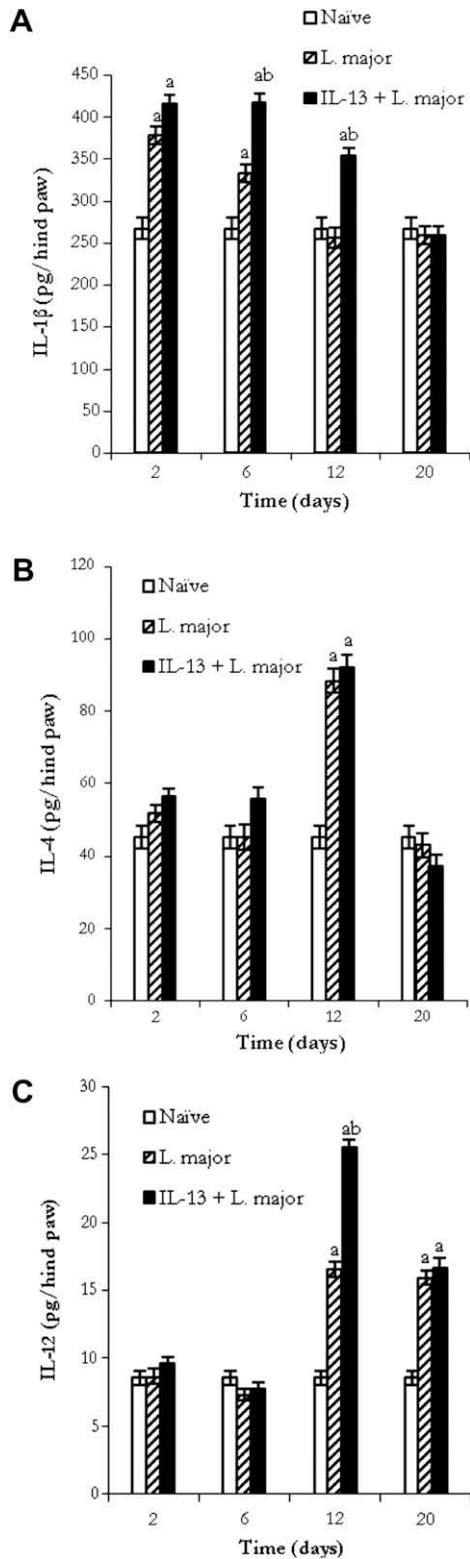 A
Naïve
L. major
IL-13 + L. major
IL-1β (pg/hind paw)
450
400
350
300
250
200
150
100
50
0
a
a
a
ab
ab
2 6 12 20
Time (days)
B
Naïve
L. major
IL-13 + L. major
IL-4 (pg/hind paw)
120
100
80
60
40
20
0
a a
2 6 12 20
Time (days)
C
Naïve
L. major
IL-13 + L. major
IL-12 (pg/hind paw)
30
25
20
15
10
5
0
a
ab
a a
2 6 12 20
Time (days)